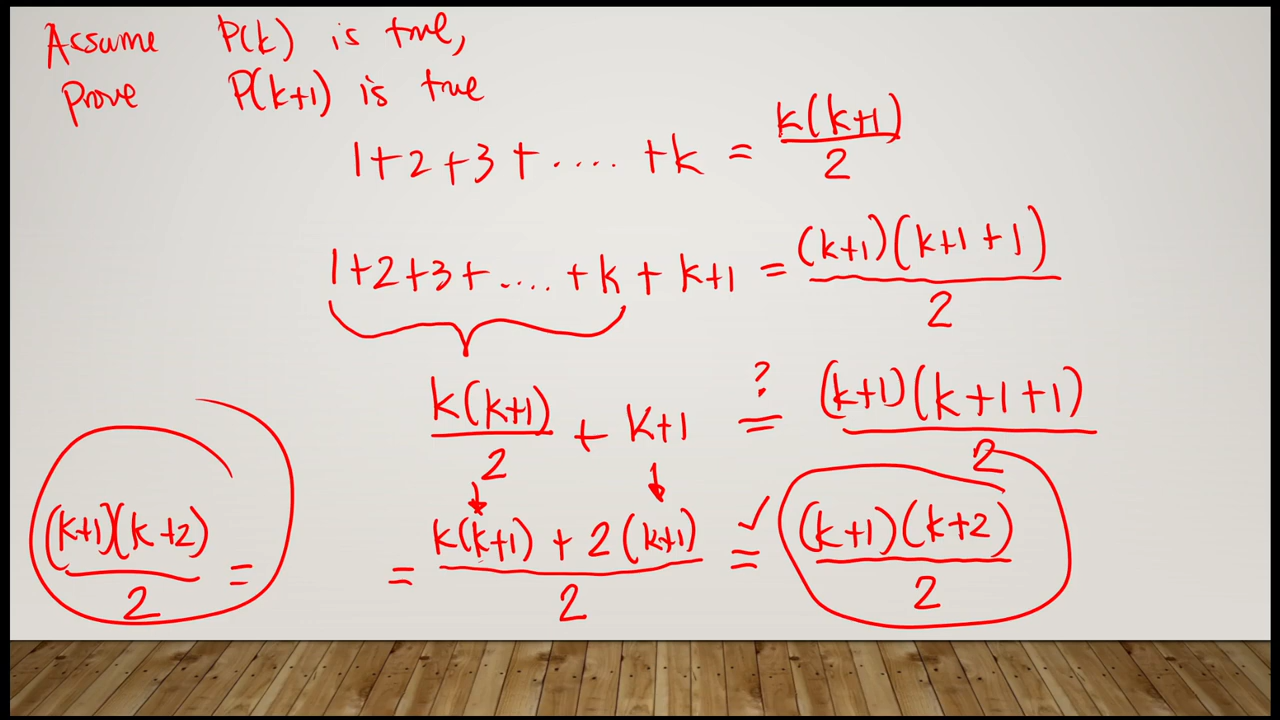 Assume P(k) is true,
Prove P(k+1) is true
1+2+3+....+k = k(k+1)/2
1+2+3+....+k+k+1 = (k+1)(k+1+1)/2
k(k+1)/2 + k+1 ?= (k+1)(k+1+1)/2
(k+1)(k+2)/2 = = k(k+1)+2(k+1)/2 ✓= (k+1)(k+2)/2